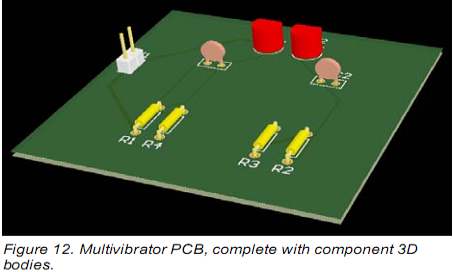 R1
R4
R3
R2
Figure 12. Multivibrator PCB, complete with component 3D
bodies.